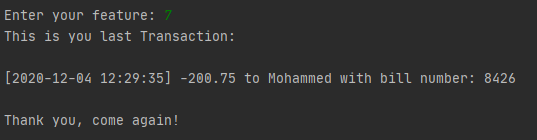 Enter your feature: 7
This is you last Transaction:
[2020-12-04 12:29:35] -200.75 to Mohammed with bill number: 8426
Thank you, come again!